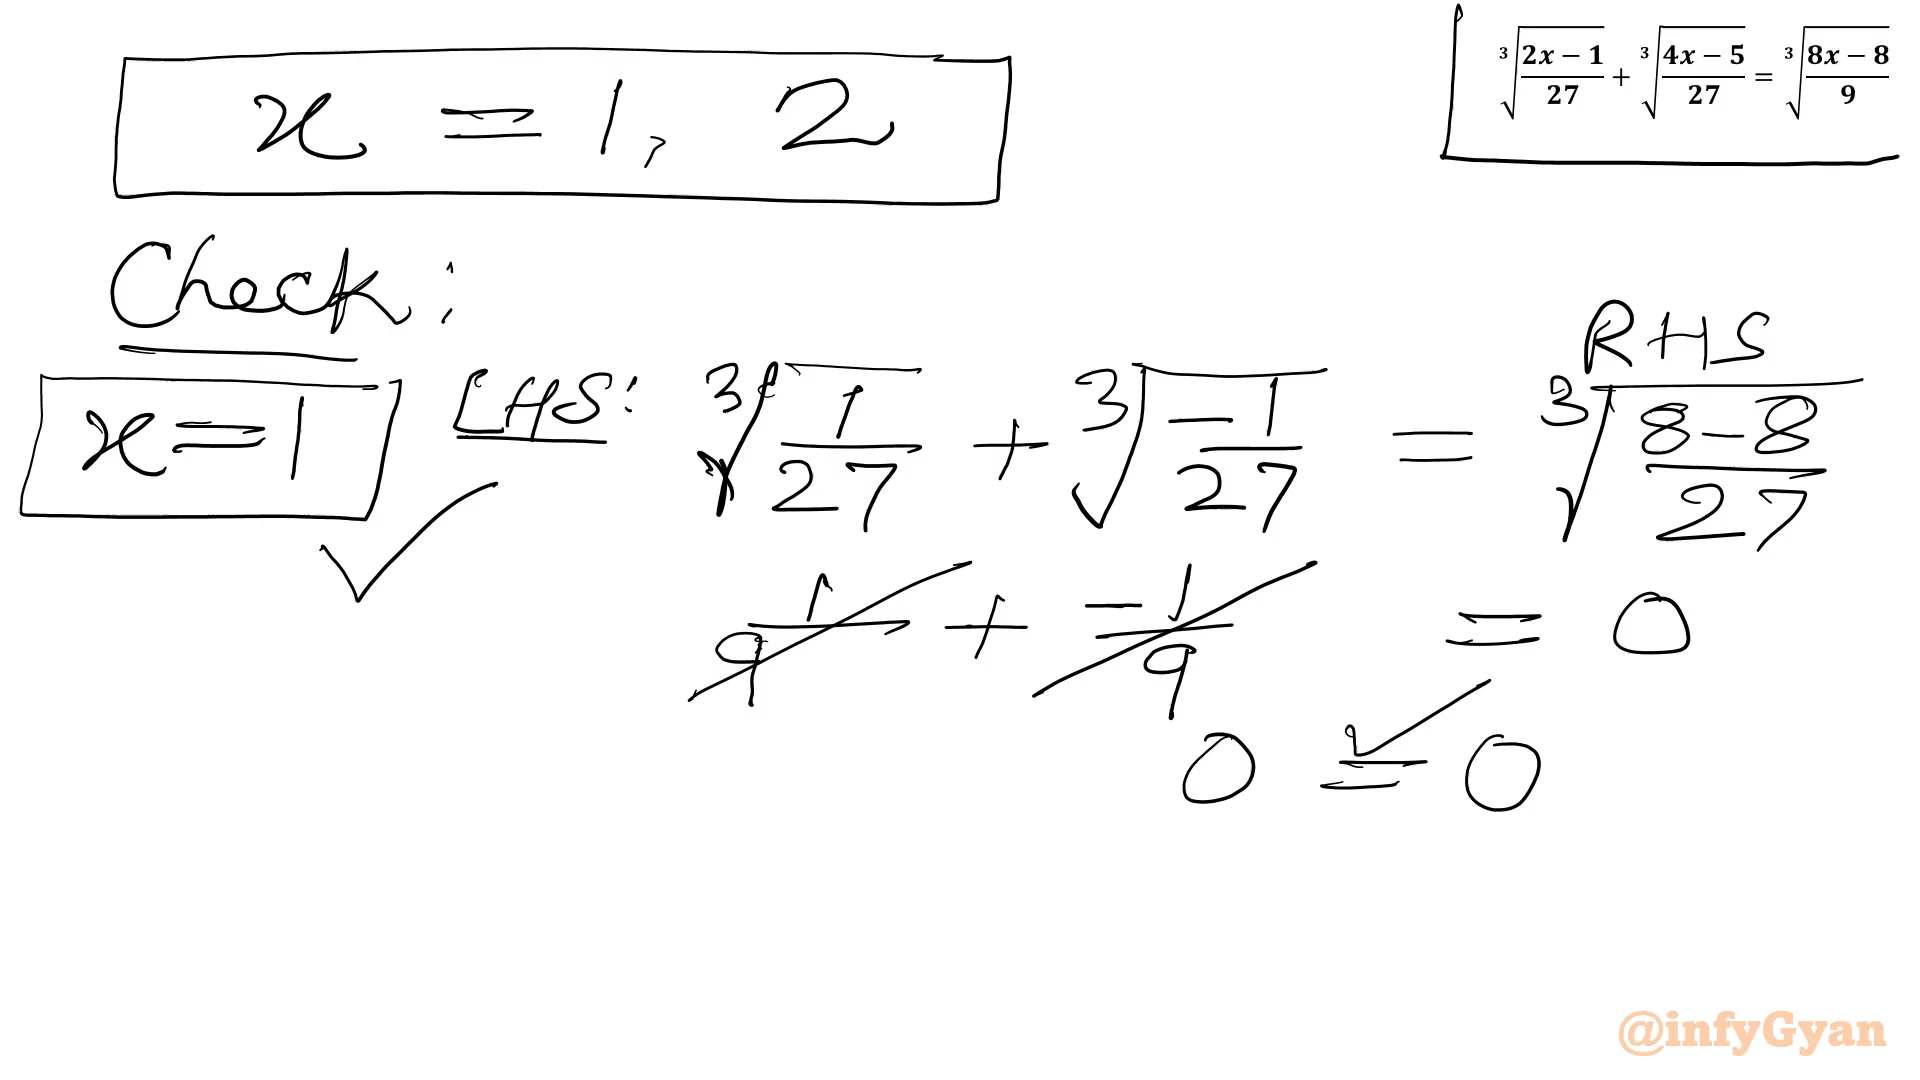 x = 1, 2
∛((2x − 1)/27) + ∛((4x − 5)/27) = ∛((8x − 8)/9)
Check:
RHS
x = 1 LHS: ∛(1/27) + ∛(−1/27) = ∛((8−8)/27)
1/9 + −1/9 = 0
0 = 0
@infyGyan